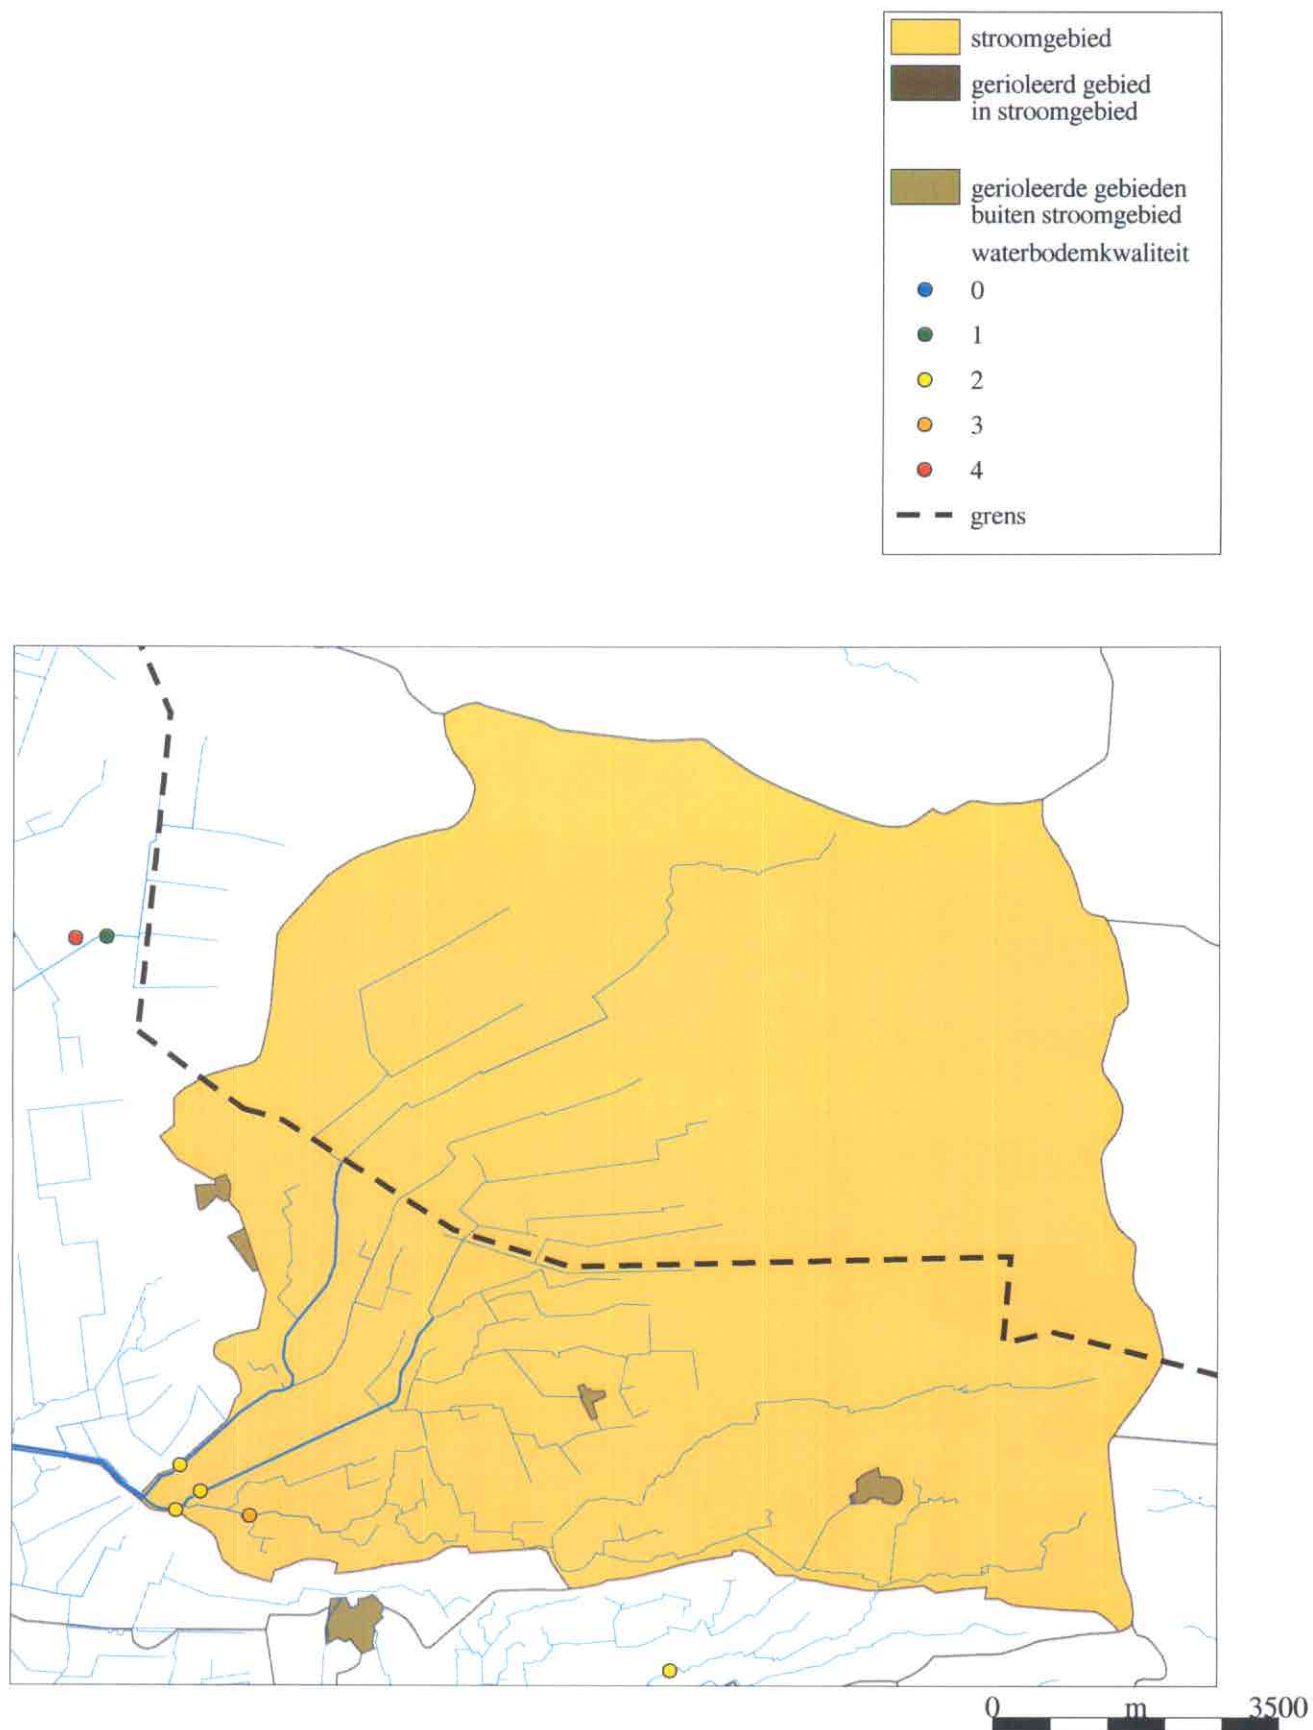 stroomgebied
gerioleerd gebied
in stroomgebied
gerioleerde gebieden
buiten stroomgebied
waterbodemkwaliteit
0
1
2
3
4
grens
0 m 3500